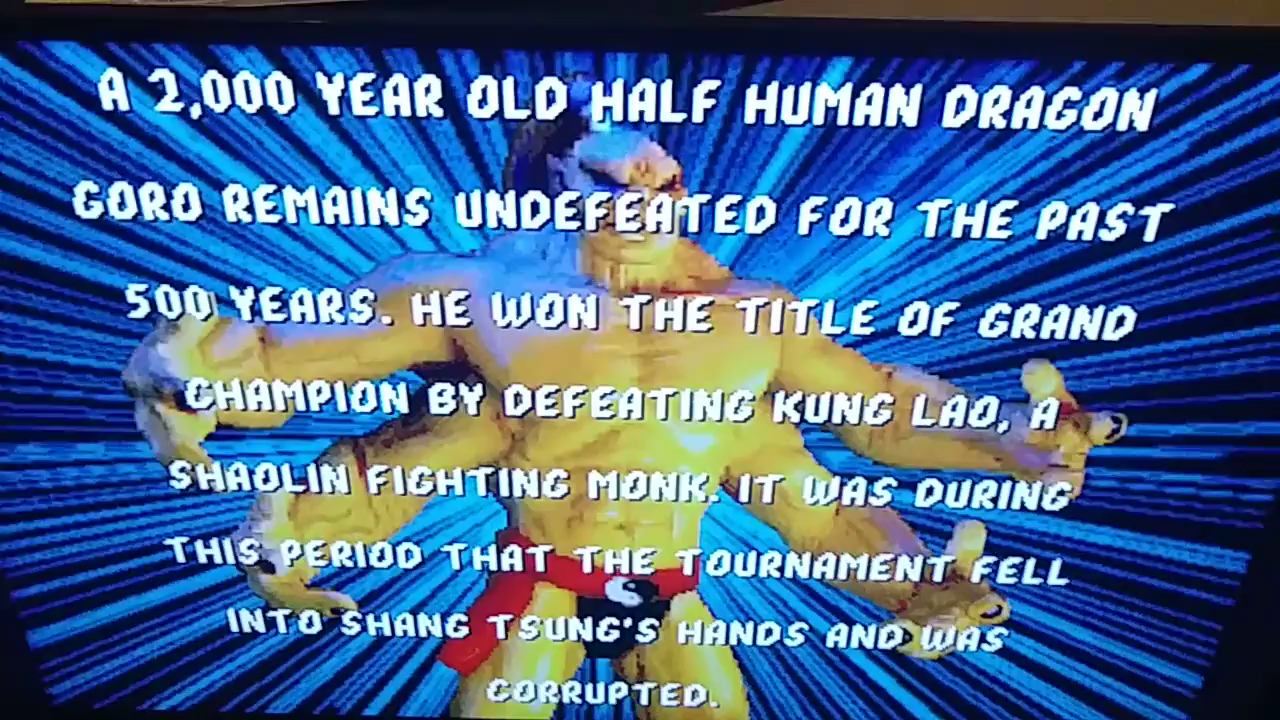 A 2,000 YEAR OLD HALF HUMAN DRAGON
GORO REMAINS UNDEFEATED FOR THE PAST
500 YEARS. HE WON THE TITLE OF GRAND
CHAMPION BY DEFEATING KUNG LAO, A
SHAOLIN FIGHTING MONK. IT WAS DURING
THIS PERIOD THAT THE TOURNAMENT FELL
INTO SHANG TSUNG'S HANDS AND WAS
CORRUPTED.